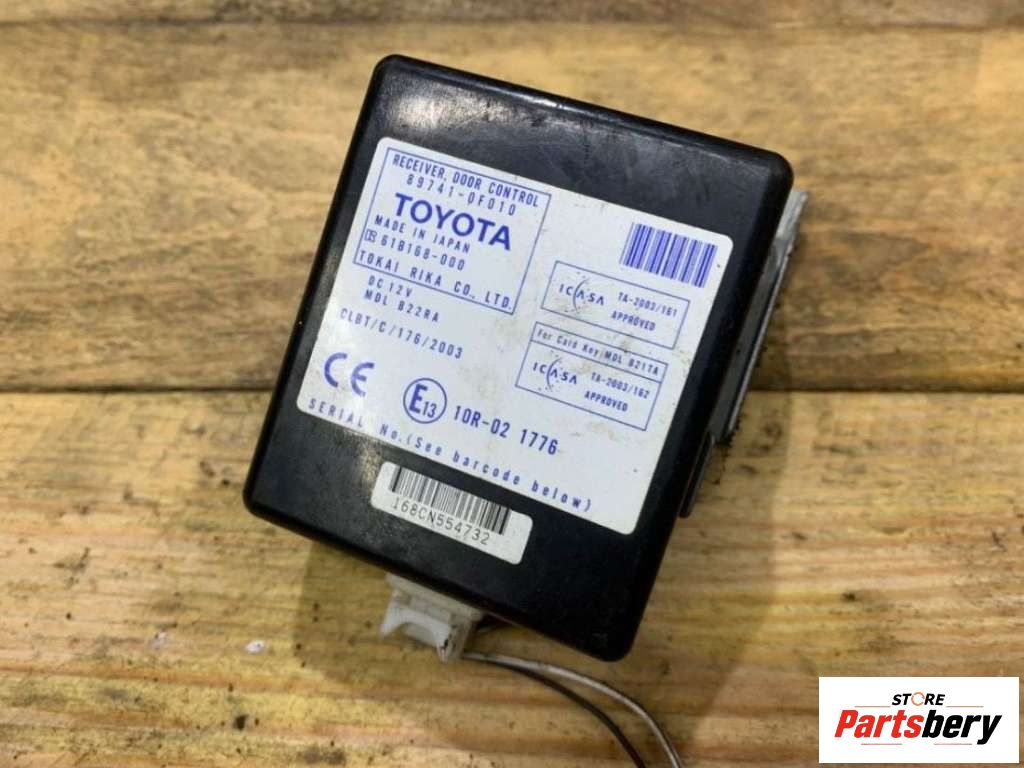 RECEIVER, DOOR CONTROL
89741-0F010
TOYOTA
MADE IN JAPAN
61B168-000
TOKAI RIKA CO., LTD.
DC 12V
MDL B22RA
CLBT/C/176/2003
CE
E13
10R-02 1776
SERIAL No.(See barcode below)
ICASA TA-2003/161
APPROVED
For Card Key/MDL B21TA
ICASA TA-2003/162
APPROVED
168CN554732
STORE
Partsbery